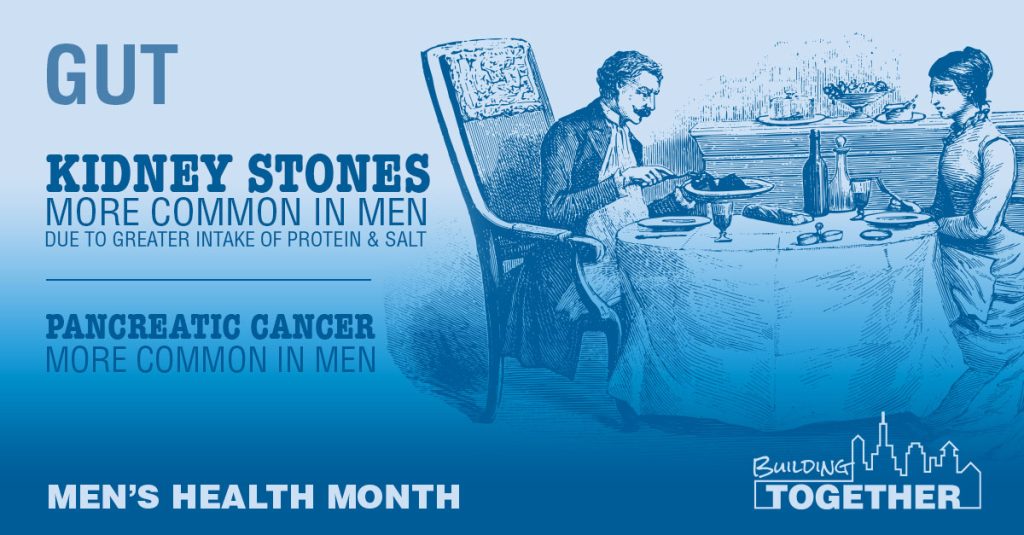 GUT
KIDNEY STONES
MORE COMMON IN MEN
DUE TO GREATER INTAKE OF PROTEIN & SALT
PANCREATIC CANCER
MORE COMMON IN MEN
MEN'S HEALTH MONTH
BUILDING
TOGETHER